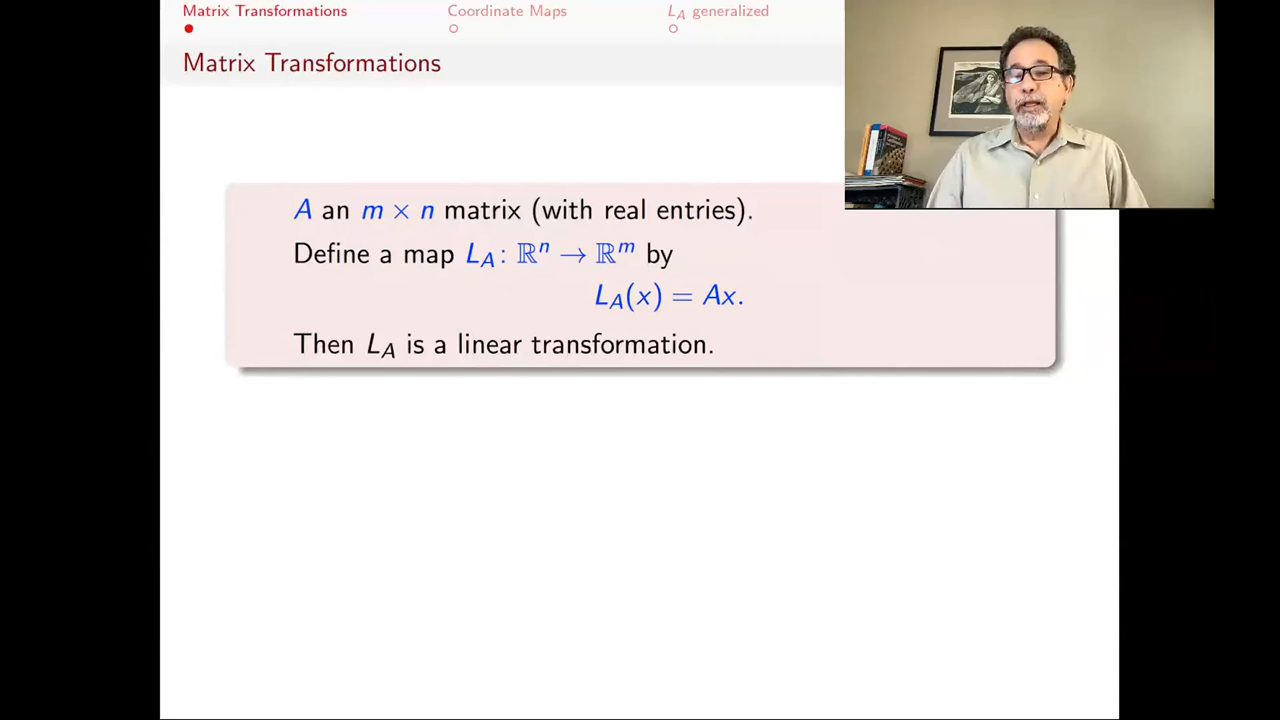 Matrix Transformations Coordinate Maps L_A generalized
Matrix Transformations
A an m × n matrix (with real entries).
Define a map L_A : ℝⁿ → ℝᵐ by
L_A(x) = Ax.
Then L_A is a linear transformation.